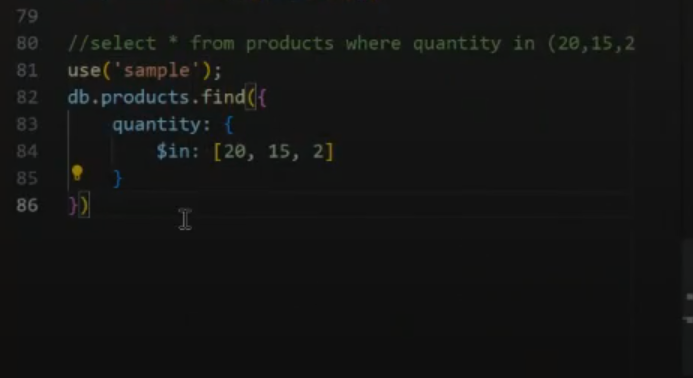 79
80 //select * from products where quantity in (20,15,2
81 use('sample');
82 db.products.find({
83 quantity: {
84 $in: [20, 15, 2]
85 }
86 })